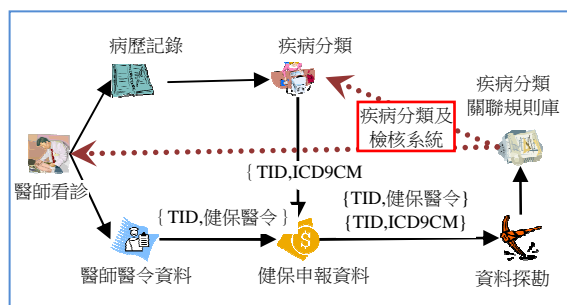 病歷記錄
疾病分類
疾病分類
關聯規則庫
疾病分類及
檢核系統
醫師看診
{TID,ICD9CM
{TID,健保醫令}
{TID,健保醫令}
{TID,ICD9CM}
醫師醫令資料
健保申報資料
資料探勘